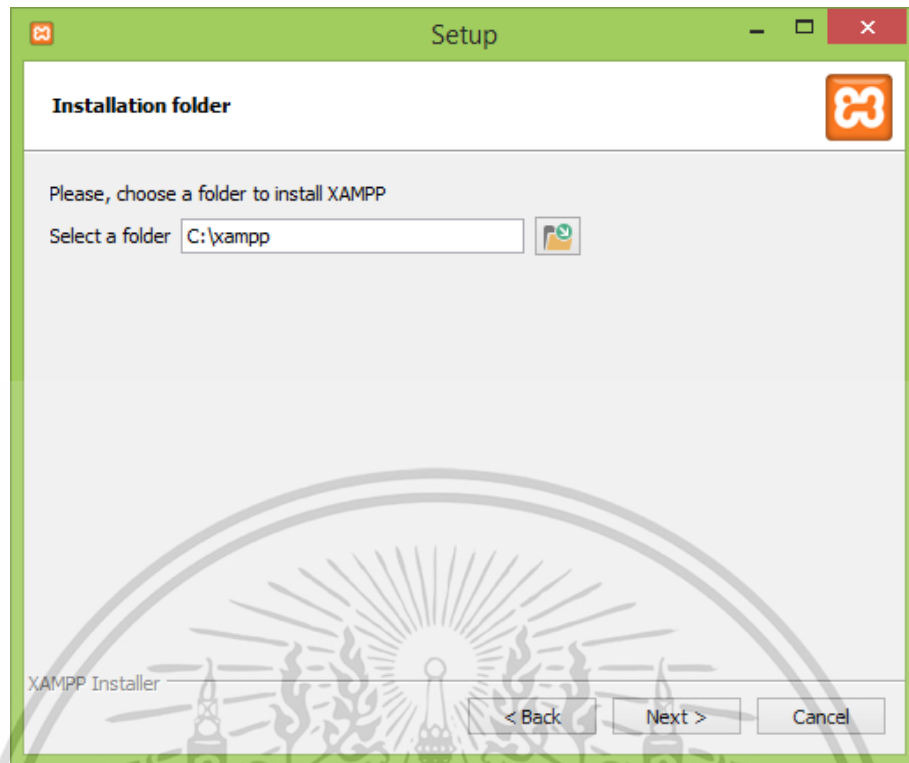 Setup
Installation folder
Please, choose a folder to install XAMPP
Select a folder C:\xampp
XAMPP Installer
< Back Next > Cancel